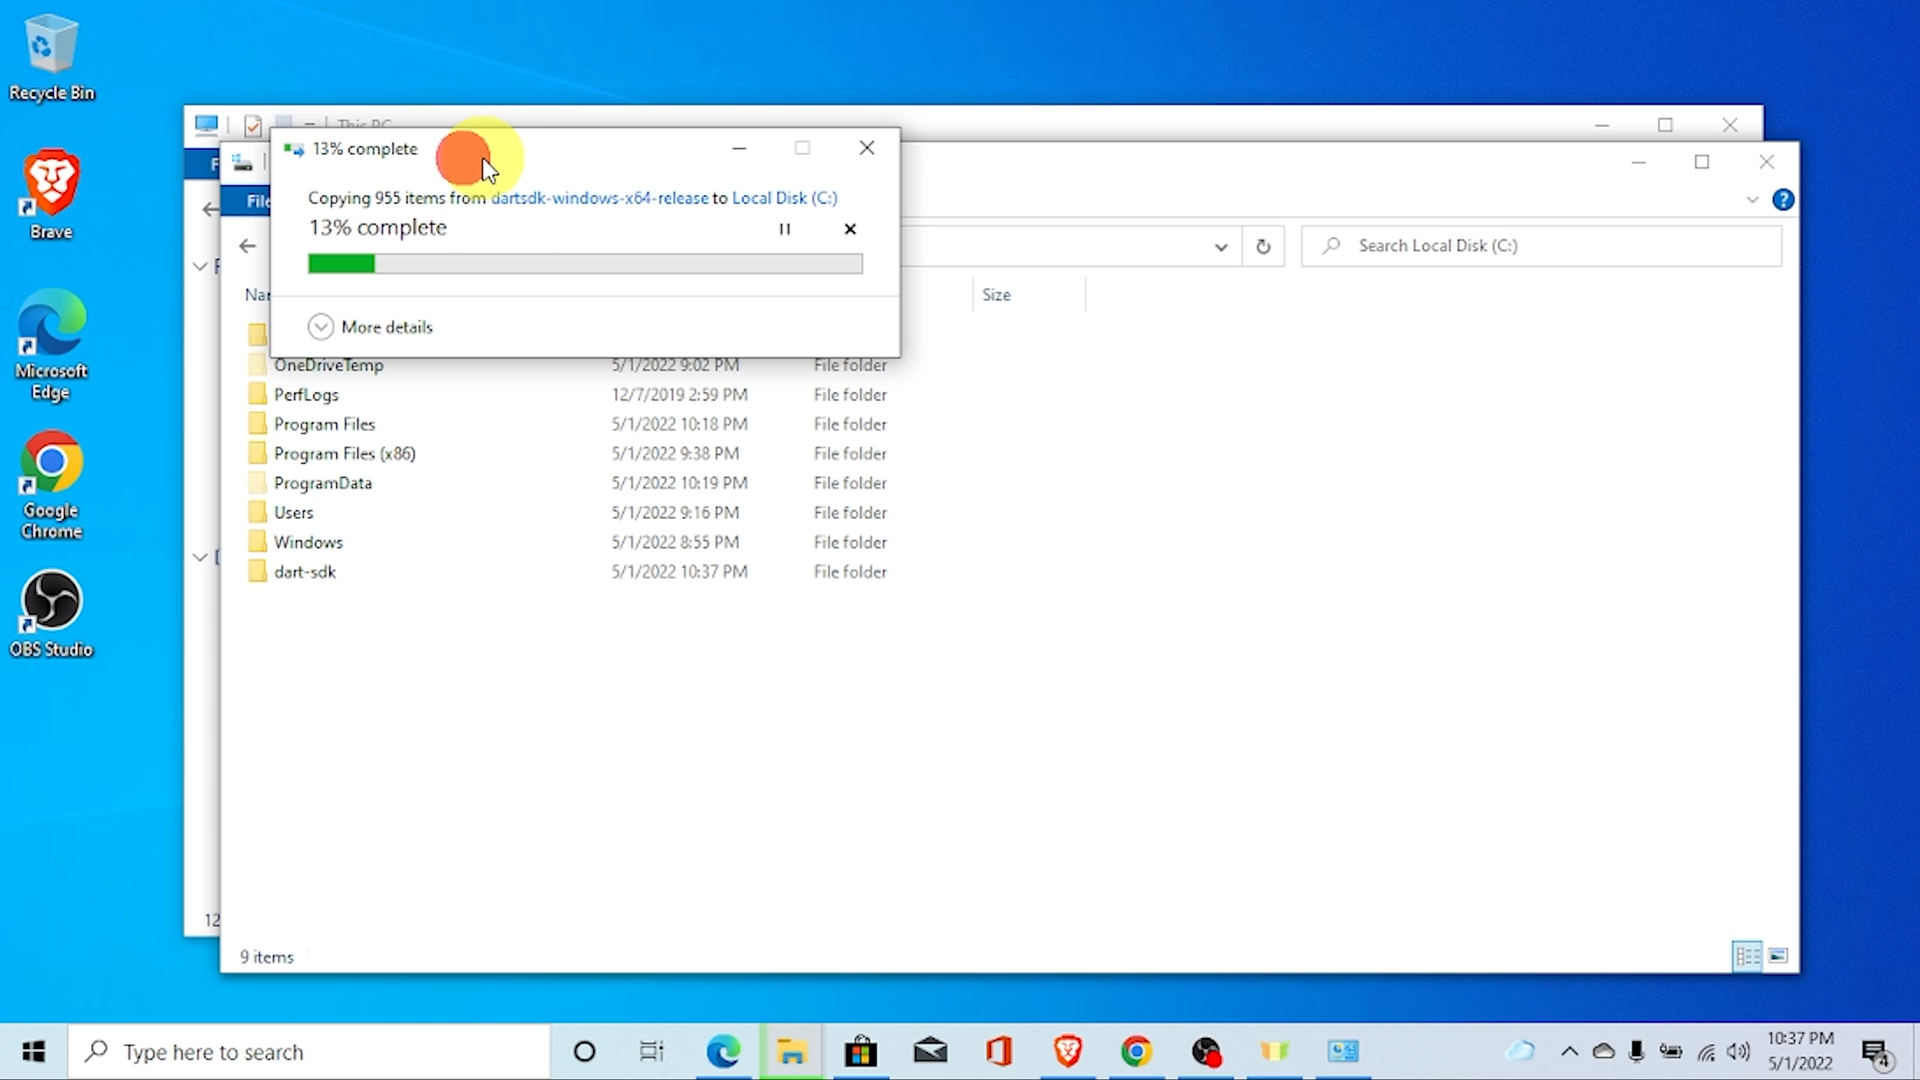 Recycle Bin
Brave
Microsoft
Edge
Google
Chrome
OBS Studio
This PC
13% complete
Copying 955 items from dartsdk-windows-x64-release to Local Disk (C:)
13% complete
More details
File
Search Local Disk (C:)
Size
OneDriveTemp 5/1/2022 9:02 PM File folder
PerfLogs 12/7/2019 2:59 PM File folder
Program Files 5/1/2022 10:18 PM File folder
Program Files (x86) 5/1/2022 9:38 PM File folder
ProgramData 5/1/2022 10:19 PM File folder
Users 5/1/2022 9:16 PM File folder
Windows 5/1/2022 8:55 PM File folder
dart-sdk 5/1/2022 10:37 PM File folder
12
9 items
Type here to search
10:37 PM
5/1/2022
4